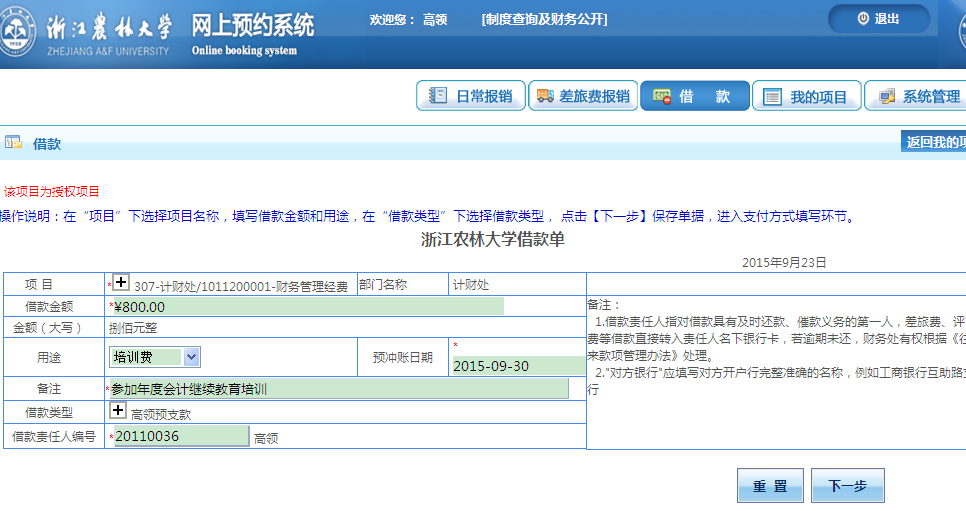 浙江农林大学
ZHEJIANG A&F UNIVERSITY
网上预约系统
Online booking system
欢迎您： 高领
[制度查询及财务公开]
退出
日常报销
差旅费报销
借 款
我的项目
系统管理
借款
返回我的项
该项目为授权项目
操作说明：在“项目”下选择项目名称，填写借款金额和用途，在“借款类型”下选择借款类型， 点击【下一步】保存单据，进入支付方式填写环节。
浙江农林大学借款单
2015年9月23日
项 目
* + 307-计财处/1011200001-财务管理经费
部门名称
计财处
借款金额
*¥800.00
金额（大写）
捌佰元整
用途
培训费
预冲账日期
*
2015-09-30
备注
*参加年度会计继续教育培训
借款类型
+ 高领预支款
借款责任人编号
*20110036
高领
备注：
1.借款责任人指对借款具有及时还款、催款义务的第一人，差旅费、评
费等借款直接转入责任人名下银行卡，若逾期未还，财务处有权根据《往
来款项管理办法》处理。
2."对方银行"应填写对方开户行完整准确的名称，例如工商银行互助路支
行
重 置
下一步